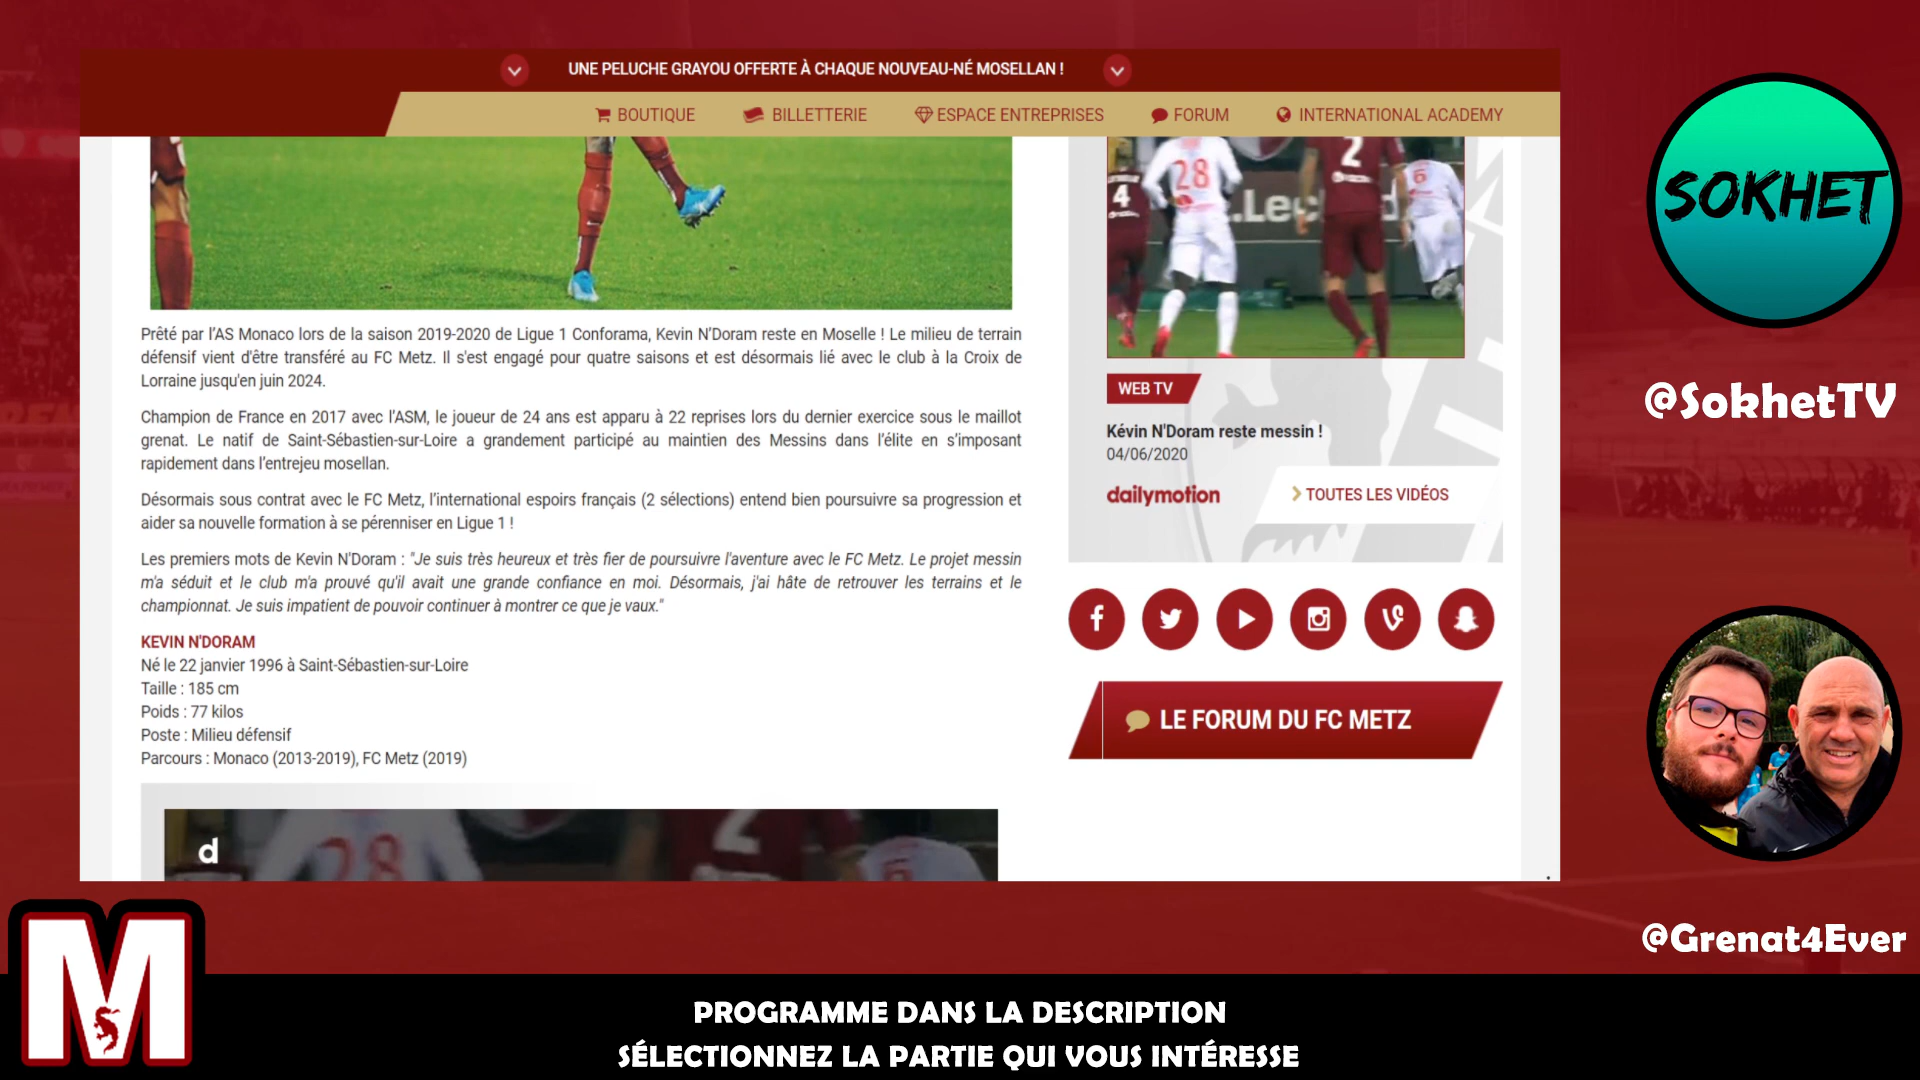 UNE PELUCHE GRAYOU OFFERTE À CHAQUE NOUVEAU-NÉ MOSELLAN !
BOUTIQUE
BILLETTERIE
ESPACE ENTREPRISES
FORUM
INTERNATIONAL ACADEMY
Prêté par l’AS Monaco lors de la saison 2019-2020 de Ligue 1 Conforama, Kevin N'Doram reste en Moselle ! Le milieu de terrain
défensif vient d'être transféré au FC Metz. Il s'est engagé pour quatre saisons et est désormais lié avec le club à la Croix de
Lorraine jusqu'en juin 2024.
Champion de France en 2017 avec l'ASM, le joueur de 24 ans est apparu à 22 reprises lors du dernier exercice sous le maillot
grenat. Le natif de Saint-Sébastien-sur-Loire a grandement participé au maintien des Messins dans l’élite en s’imposant
rapidement dans l’entrejeu mosellan.
Désormais sous contrat avec le FC Metz, l’international espoirs français (2 sélections) entend bien poursuivre sa progression et
aider sa nouvelle formation à se pérenniser en Ligue 1 !
Les premiers mots de Kevin N'Doram : "Je suis très heureux et très fier de poursuivre l'aventure avec le FC Metz. Le projet messin
m'a séduit et le club m'a prouvé qu'il avait une grande confiance en moi. Désormais, j'ai hâte de retrouver les terrains et le
championnat. Je suis impatient de pouvoir continuer à montrer ce que je vaux."
KEVIN N'DORAM
Né le 22 janvier 1996 à Saint-Sébastien-sur-Loire
Taille : 185 cm
Poids : 77 kilos
Poste : Milieu défensif
Parcours : Monaco (2013-2019), FC Metz (2019)
d
28
2
6
28
2
6
4
WEB TV
Kévin N'Doram reste messin !
04/06/2020
dailymotion
TOUTES LES VIDÉOS
LE FORUM DU FC METZ
SOKHET
@SokhetTV
@Grenat4Ever
M
PROGRAMME DANS LA DESCRIPTION
SÉLECTIONNEZ LA PARTIE QUI VOUS INTÉRESSE